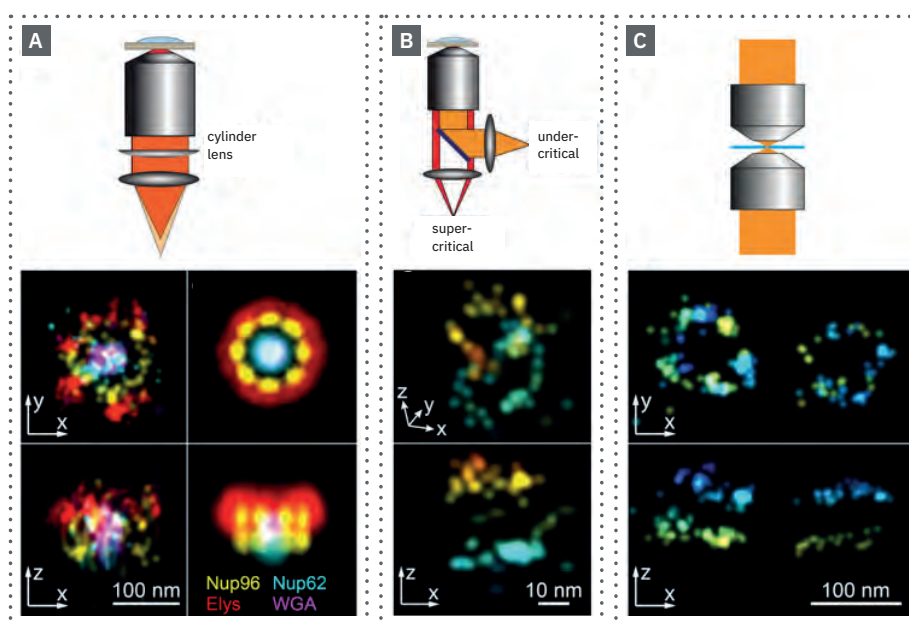 A
B
C
cylinder
lens
under-
critical
super-
critical
y
x
z
y
x
y
x
z
x
100 nm
Nup96 Nup62
Elys WGA
z
x
10 nm
z
x
100 nm